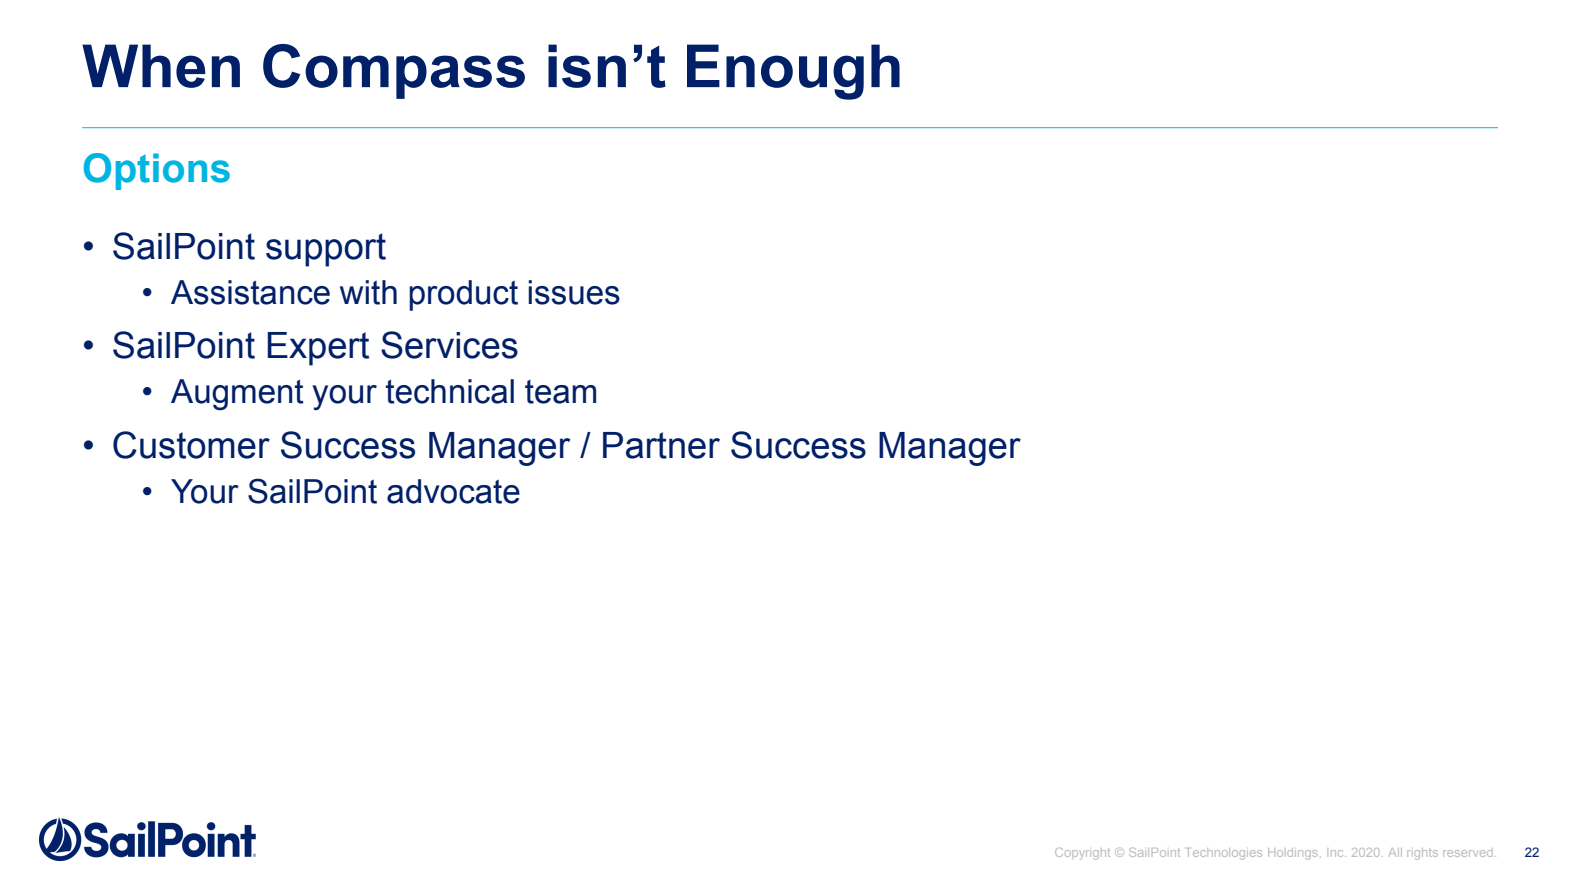 When Compass isn’t Enough
Options
• SailPoint support
• Assistance with product issues
• SailPoint Expert Services
• Augment your technical team
• Customer Success Manager / Partner Success Manager
• Your SailPoint advocate
SailPoint
Copyright © SailPoint Technologies Holdings, Inc. 2020. All rights reserved. 22